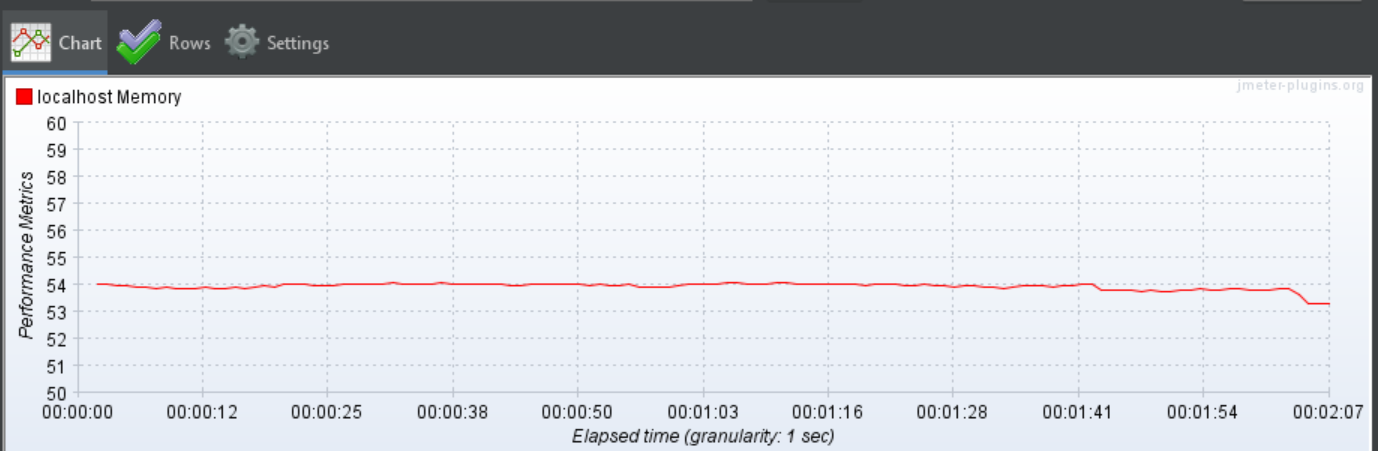 Chart Rows Settings
jmeter-plugins.org
localhost Memory
60
59
58
57
56
55
54
53
52
51
50
Performance Metrics
00:00:00 00:00:12 00:00:25 00:00:38 00:00:50 00:01:03 00:01:16 00:01:28 00:01:41 00:01:54 00:02:07
Elapsed time (granularity: 1 sec)